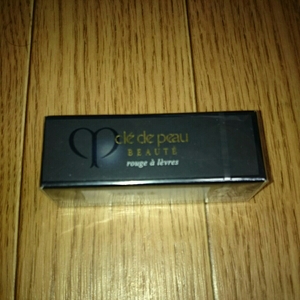 clé de peau
BEAUTÉ
rouge à lèvres